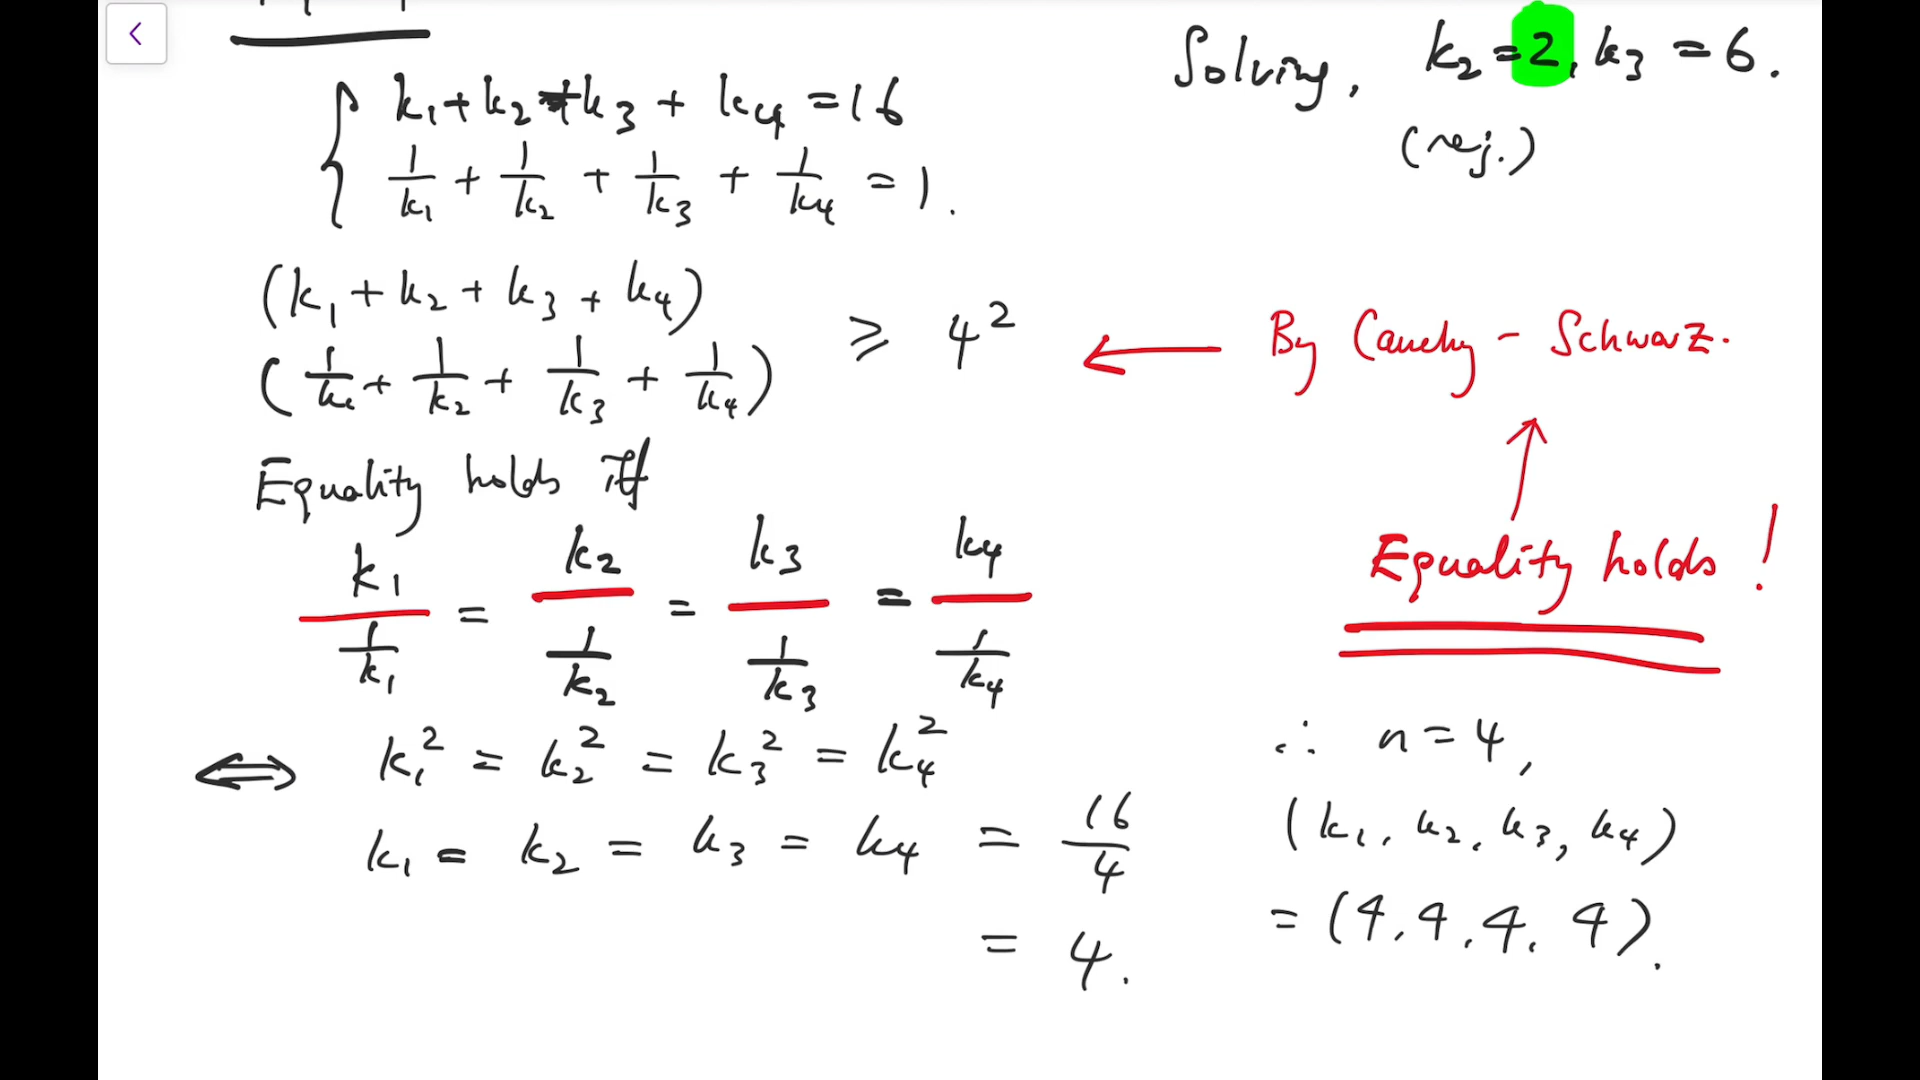 k₁ + k₂ + k₃ + k₄ = 16
1/k₁ + 1/k₂ + 1/k₃ + 1/k₄ = 1.
(k₁ + k₂ + k₃ + k₄)
(1/k₁ + 1/k₂ + 1/k₃ + 1/k₄) ≥ 4²
Equality holds iff
k₁/(1/k₁) = k₂/(1/k₂) = k₃/(1/k₃) = k₄/(1/k₄)
⟺ k₁² = k₂² = k₃² = k₄²
k₁ = k₂ = k₃ = k₄ = 16/4
= 4.
Solving, k₂ = 2, k₃ = 6.
(rej.)
← By Cauchy - Schwarz.
Equality holds!
∴ n = 4,
(k₁, k₂, k₃, k₄)
= (4, 4, 4, 4).